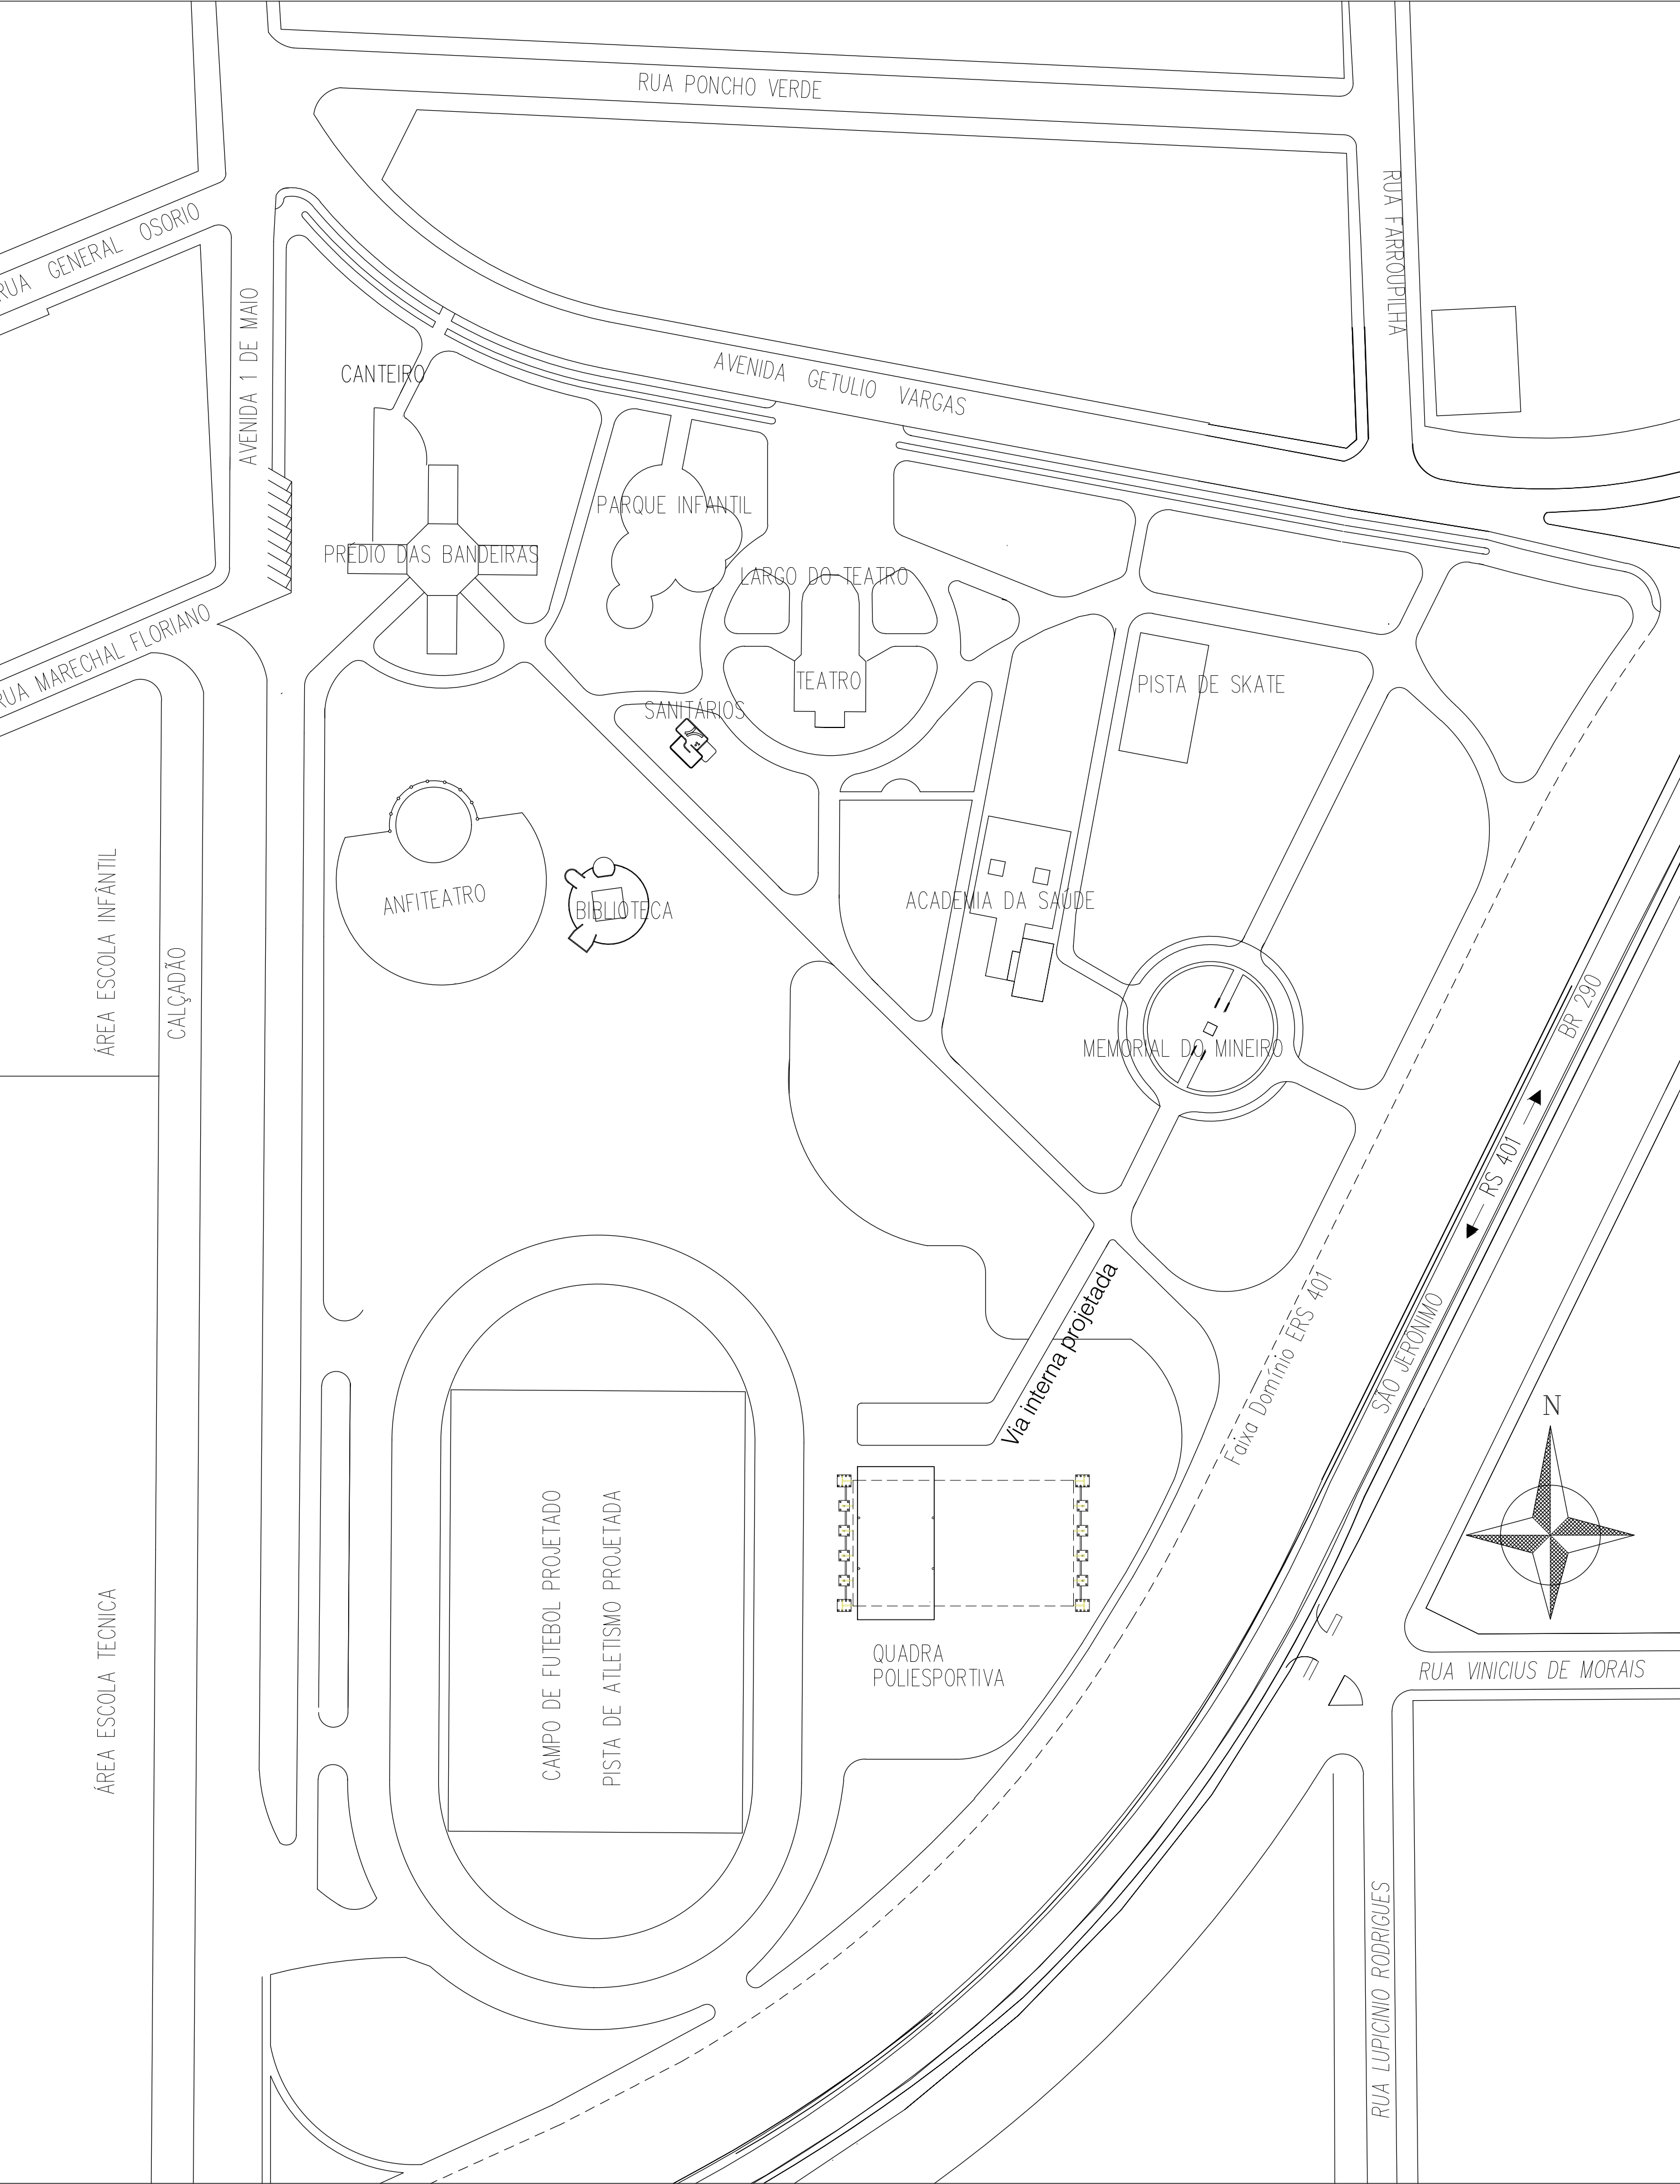 RUA PONCHO VERDE
RUA FARROUPILHA
RUA GENERAL OSORIO
AVENIDA 1 DE MAIO
CANTEIRO
AVENIDA GETULIO VARGAS
PARQUE INFANTIL
PRÉDIO DAS BANDEIRAS
LARGO DO TEATRO
RUA MARECHAL FLORIANO
TEATRO
PISTA DE SKATE
SANITÁRIOS
ANFITEATRO
BIBLIOTECA
ACADEMIA DA SAÚDE
ÁREA ESCOLA INFÂNTIL
CALÇADÃO
MEMORIAL DO MINEIRO
BR 290
RS 401
SÃO JERONIMO
Via interna projetada
Faixa Domínio ERS 401
N
CAMPO DE FUTEBOL PROJETADO
PISTA DE ATLETISMO PROJETADA
ÁREA ESCOLA TECNICA
QUADRA
POLIESPORTIVA
RUA VINICIUS DE MORAIS
RUA LUPICINIO RODRIGUES